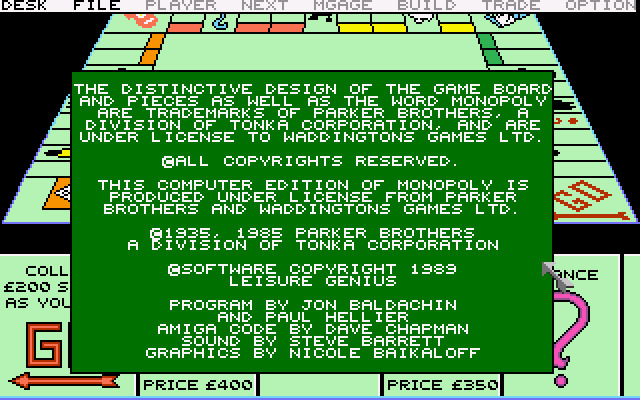 DESK FILE PLAYER NEXT MGAGE BUILD TRADE OPTION
THE DISTINCTIVE DESIGN OF THE GAME BOARD
AND PIECES AS WELL AS THE WORD MONOPOLY
ARE TRADEMARKS OF PARKER BROTHERS, A
DIVISION OF TONKA CORPORATION, AND ARE
UNDER LICENSE TO WADDINGTONS GAMES LTD.
@ALL COPYRIGHTS RESERVED.
THIS COMPUTER EDITION OF MONOPOLY IS
PRODUCED UNDER LICENSE FROM PARKER
BROTHERS AND WADDINGTONS GAMES LTD.
@1935, 1985 PARKER BROTHERS
A DIVISION OF TONKA CORPORATION
@SOFTWARE COPYRIGHT 1989
LEISURE GENIUS
PROGRAM BY JON BALDACHIN
AND PAUL HELLIER
AMIGA CODE BY DAVE CHAPMAN
SOUND BY STEVE BARRETT
GRAPHICS BY NICOLE BAIKALOFF
GO
COLL
£200 S
AS YOU
G
PRICE £400
PRICE £350
ANCE
?